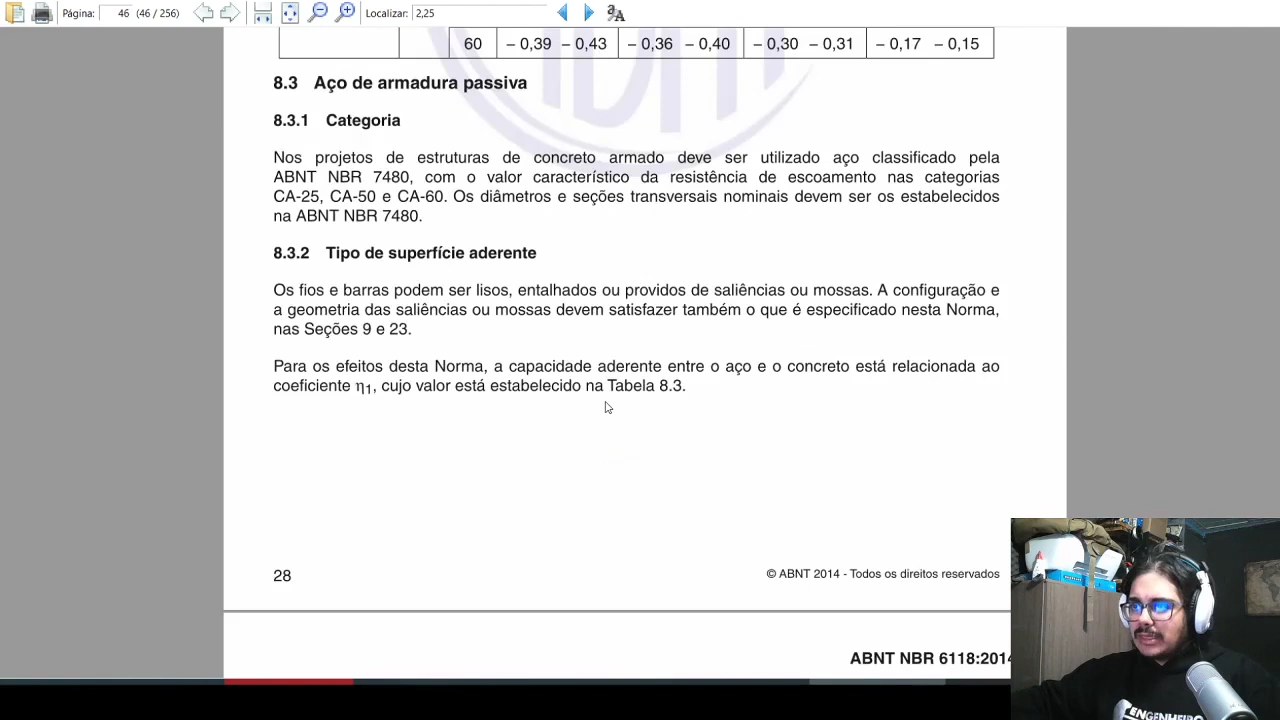 Página: 46 (46 / 256) Localizar: 2,25
60 – 0,39 – 0,43 – 0,36 – 0,40 – 0,30 – 0,31 – 0,17 – 0,15
8.3 Aço de armadura passiva
8.3.1 Categoria
Nos projetos de estruturas de concreto armado deve ser utilizado aço classificado pela
ABNT NBR 7480, com o valor característico da resistência de escoamento nas categorias
CA-25, CA-50 e CA-60. Os diâmetros e seções transversais nominais devem ser os estabelecidos
na ABNT NBR 7480.
8.3.2 Tipo de superfície aderente
Os fios e barras podem ser lisos, entalhados ou providos de saliências ou mossas. A configuração e
a geometria das saliências ou mossas devem satisfazer também o que é especificado nesta Norma,
nas Seções 9 e 23.
Para os efeitos desta Norma, a capacidade aderente entre o aço e o concreto está relacionada ao
coeficiente η1, cujo valor está estabelecido na Tabela 8.3.
28
© ABNT 2014 - Todos os direitos reservados
ABNT NBR 6118:2014
ENGENHEIRO